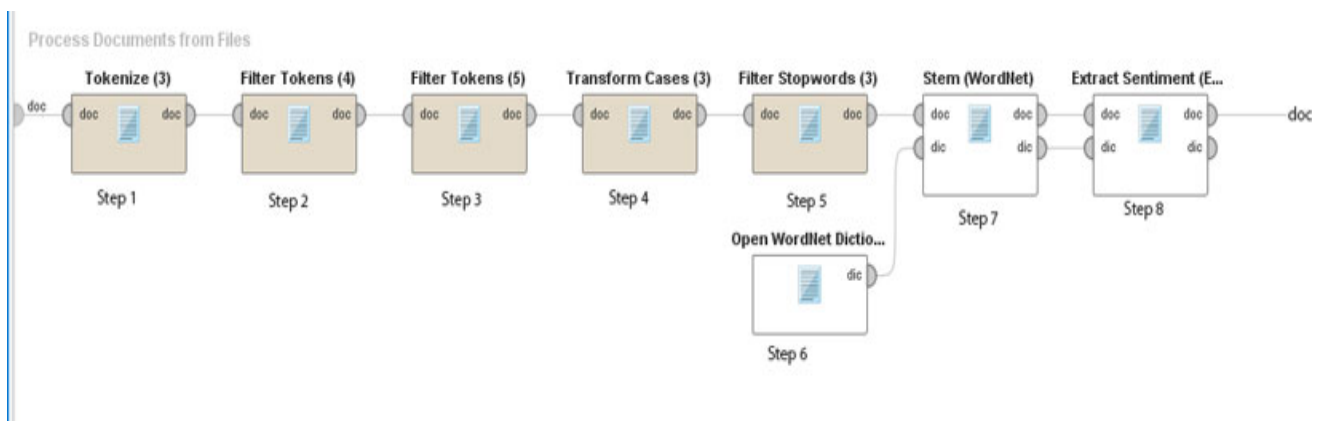 Process Documents from Files
Tokenize (3) Filter Tokens (4) Filter Tokens (5) Transform Cases (3) Filter Stopwords (3) Stem (WordNet) Extract Sentiment (E...
doc doc doc doc doc doc doc doc doc doc doc doc doc doc doc doc
dic dic dic dic
Step 1 Step 2 Step 3 Step 4 Step 5 Step 7 Step 8
Open WordNet Dictio...
dic
Step 6